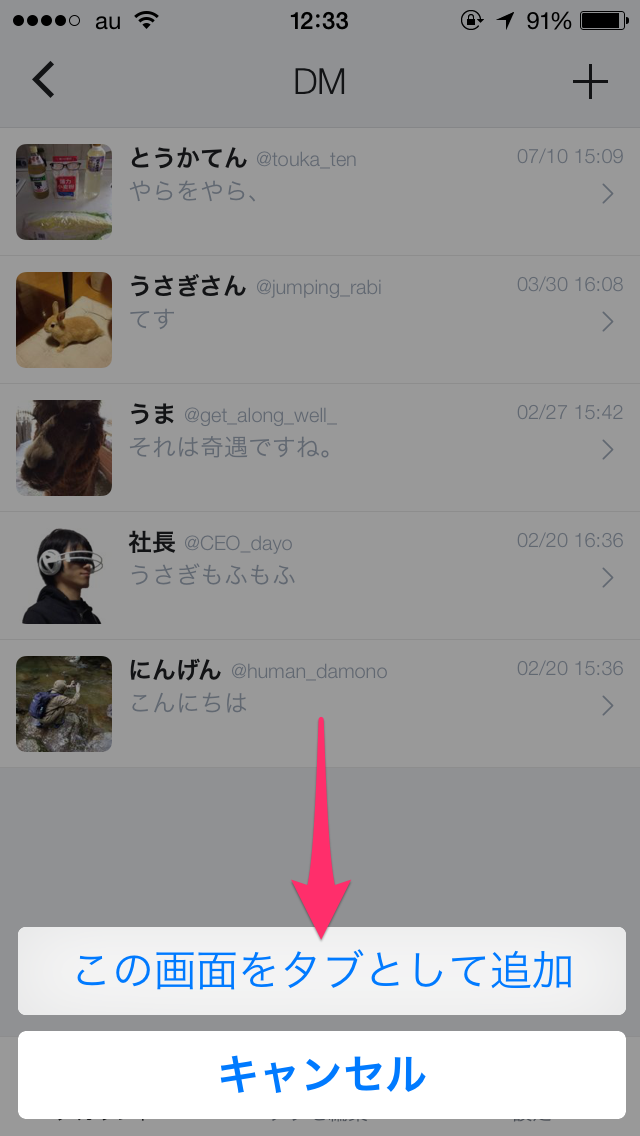 au 12:33 91%
DM
とうかてん @touka_ten 07/10 15:09
やらをやら、
うさぎさん @jumping_rabi 03/30 16:08
てす
うま @get_along_well_ 02/27 15:42
それは奇遇ですね。
社長 @CEO_dayo 02/20 16:36
うさぎもふもふ
にんげん @human_damono 02/20 15:36
こんにちは
この画面をタブとして追加
キャンセル